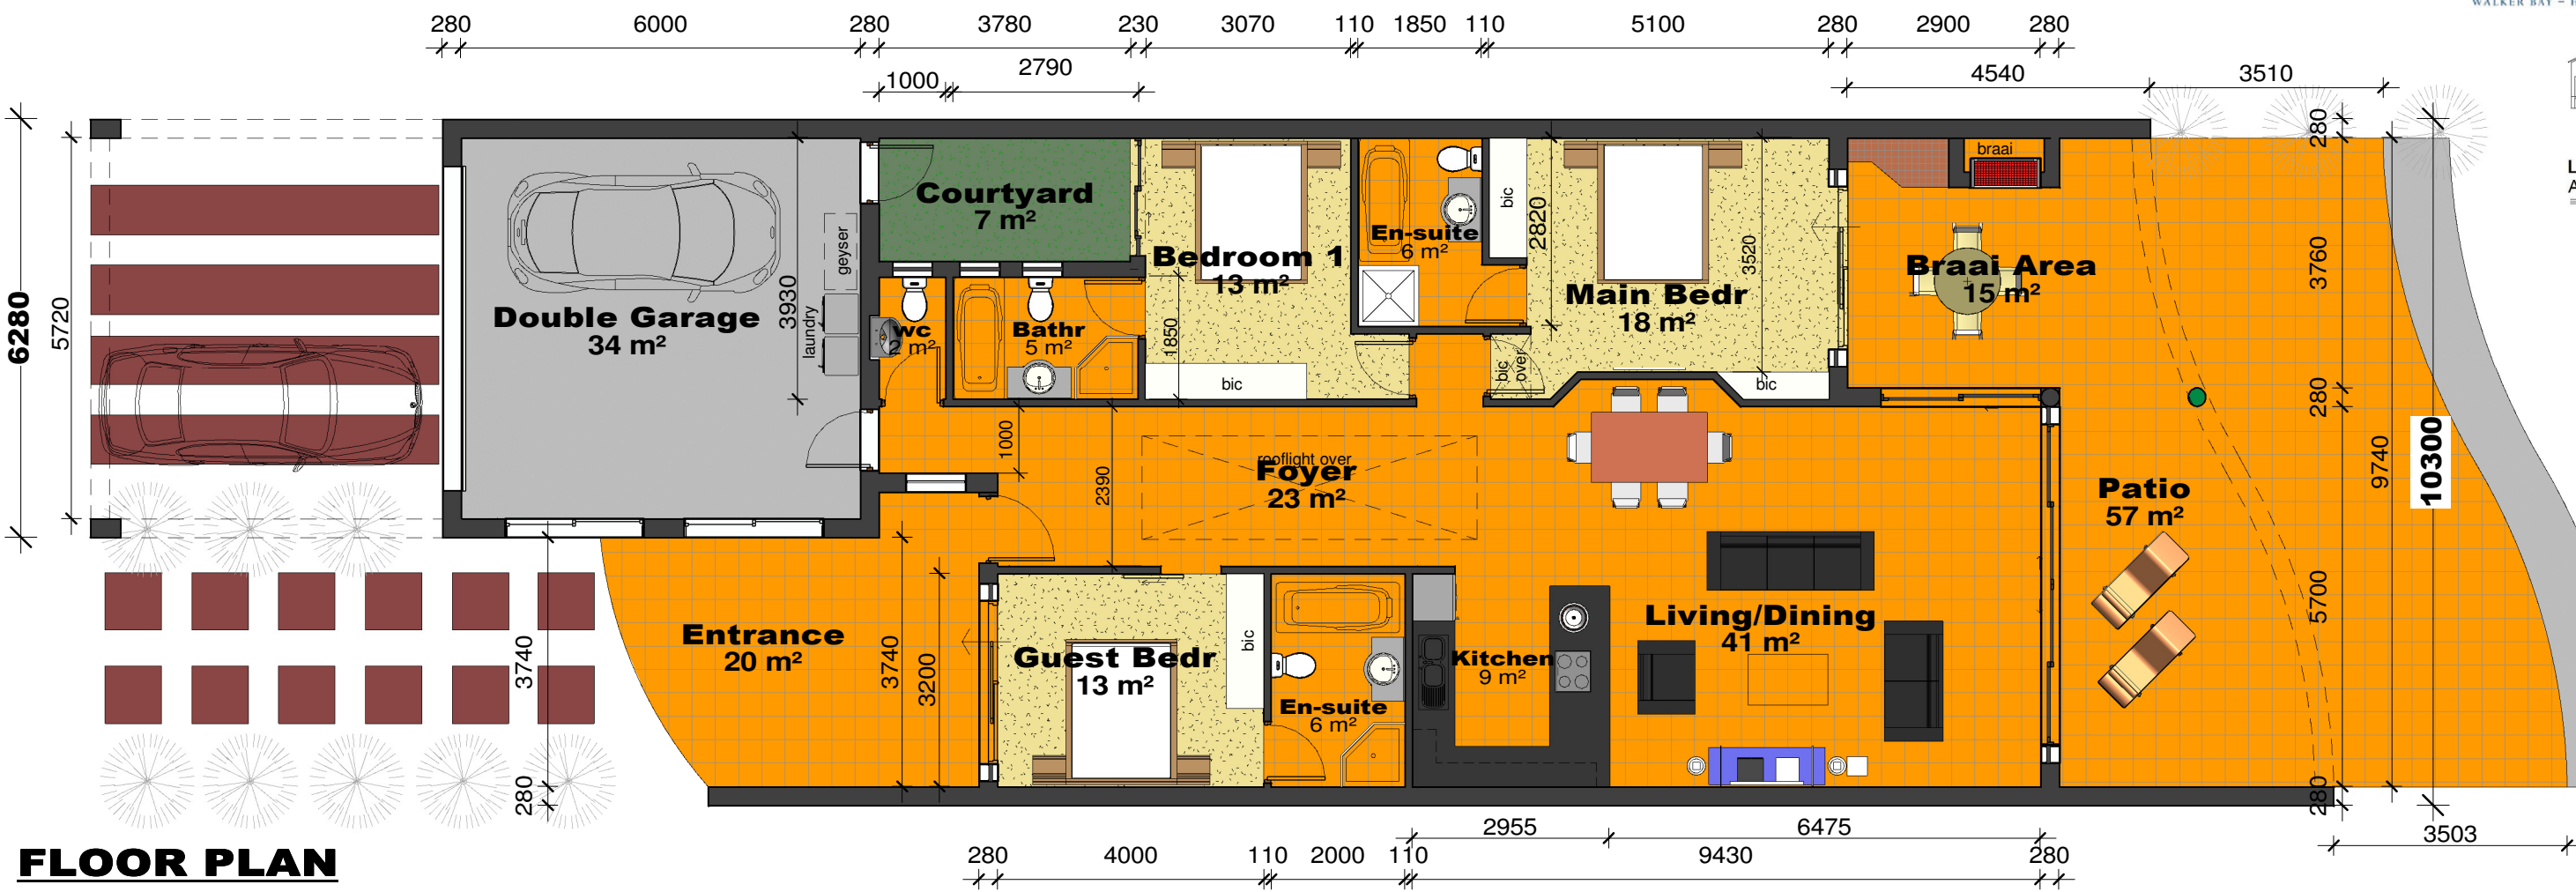 WALKER BAY – H
280 6000 280 3780 230 3070 110 1850 110 5100 280 2900 280
1000 2790 4540 3510
6280
5720
3930
geyser
laundry
Double Garage
34 m²
Courtyard
7 m²
wc
2 m²
Bathr
5 m²
1850
Bedroom 1
13 m²
bic
En-suite
6 m²
bic
2820
bic
over
3520
Main Bedr
18 m²
bic
braai
Braai Area
15 m²
280
3760
280
9740
10300
1000
2390
rooflight over
Foyer
23 m²
Patio
57 m²
5700
280
3740
280
Entrance
20 m²
3740
3200
Guest Bedr
13 m²
bic
En-suite
6 m²
Kitchen
9 m²
Living/Dining
41 m²
2955 6475
3503
280 4000 110 2000 110 9430 280
FLOOR PLAN
L
A